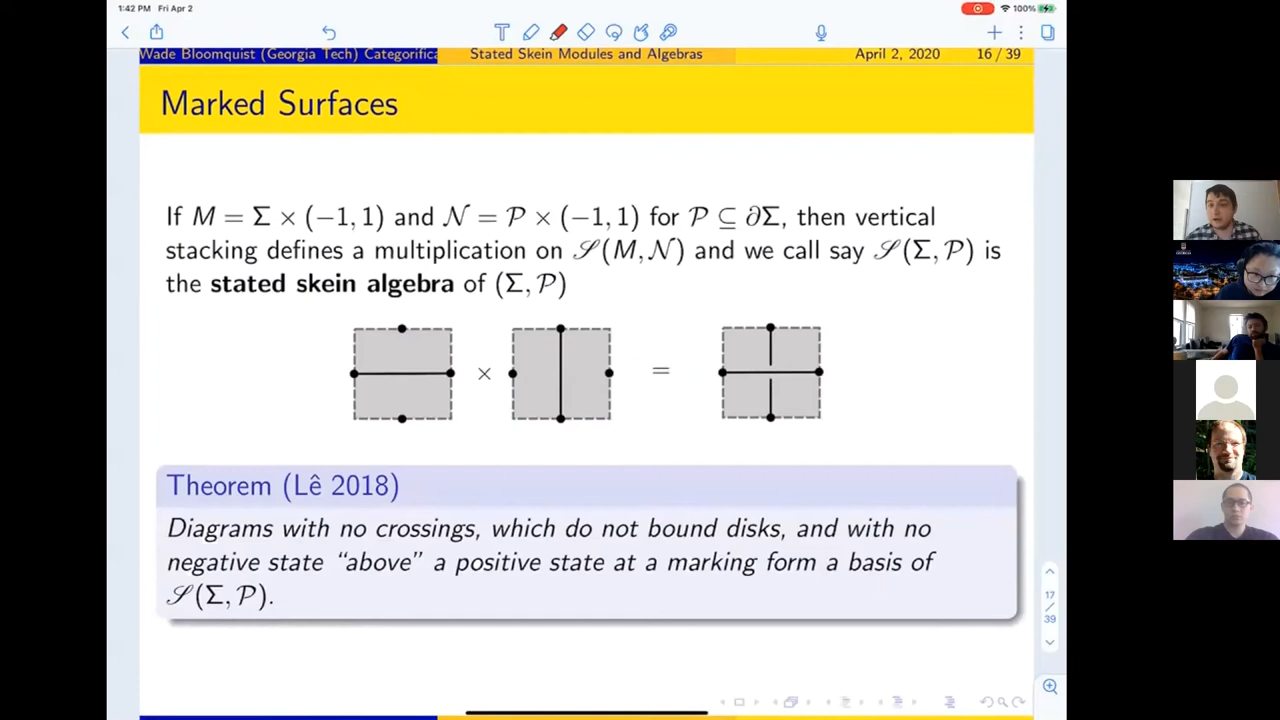 1:42 PM Fri Apr 2
100%
Wade Bloomquist (Georgia Tech) Categorifica
Stated Skein Modules and Algebras
April 2, 2020
16 / 39
Marked Surfaces
If M = Σ × (−1, 1) and 𝒩 = 𝒫 × (−1, 1) for 𝒫 ⊆ ∂Σ, then vertical
stacking defines a multiplication on 𝒮(M, 𝒩) and we call say 𝒮(Σ, 𝒫) is
the stated skein algebra of (Σ, 𝒫)
× =
Theorem (Lê 2018)
Diagrams with no crossings, which do not bound disks, and with no
negative state “above” a positive state at a marking form a basis of
𝒮(Σ, 𝒫).
17
/
39